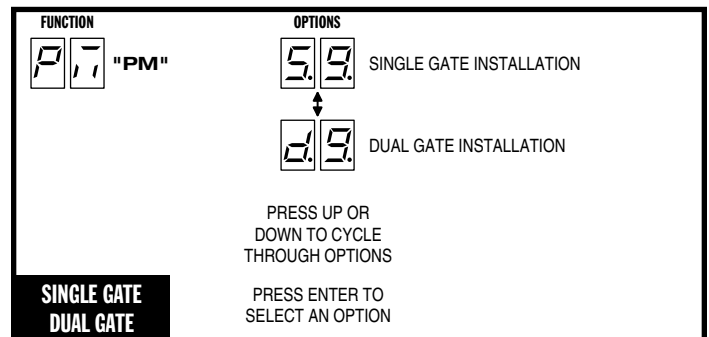 FUNCTION
OPTIONS
Pn "PM"
S.g. SINGLE GATE INSTALLATION
d.g. DUAL GATE INSTALLATION
PRESS UP OR
DOWN TO CYCLE
THROUGH OPTIONS
SINGLE GATE
DUAL GATE
PRESS ENTER TO
SELECT AN OPTION